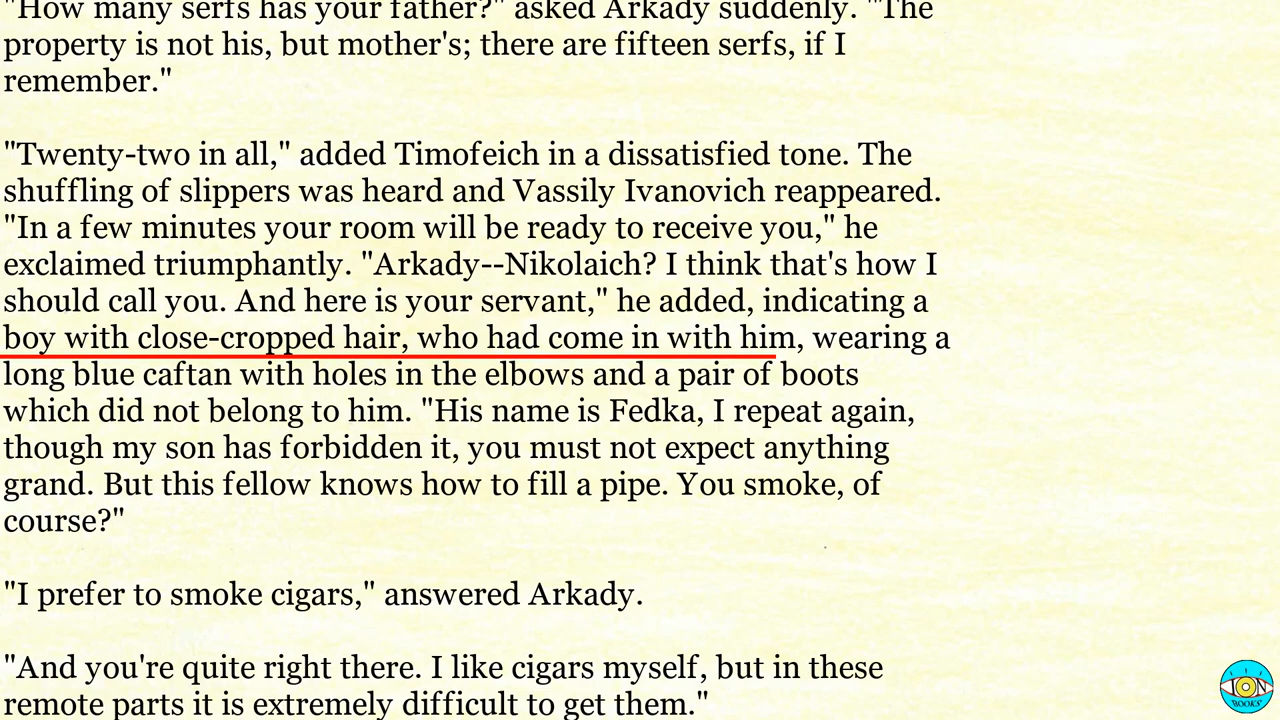 "How many serfs has your father?" asked Arkady suddenly. "The
property is not his, but mother's; there are fifteen serfs, if I
remember."
"Twenty-two in all," added Timofeich in a dissatisfied tone. The
shuffling of slippers was heard and Vassily Ivanovich reappeared.
"In a few minutes your room will be ready to receive you," he
exclaimed triumphantly. "Arkady--Nikolaich? I think that's how I
should call you. And here is your servant," he added, indicating a
boy with close-cropped hair, who had come in with him, wearing a
long blue caftan with holes in the elbows and a pair of boots
which did not belong to him. "His name is Fedka, I repeat again,
though my son has forbidden it, you must not expect anything
grand. But this fellow knows how to fill a pipe. You smoke, of
course?"
"I prefer to smoke cigars," answered Arkady.
"And you're quite right there. I like cigars myself, but in these
remote parts it is extremely difficult to get them."
ION
BOOKS